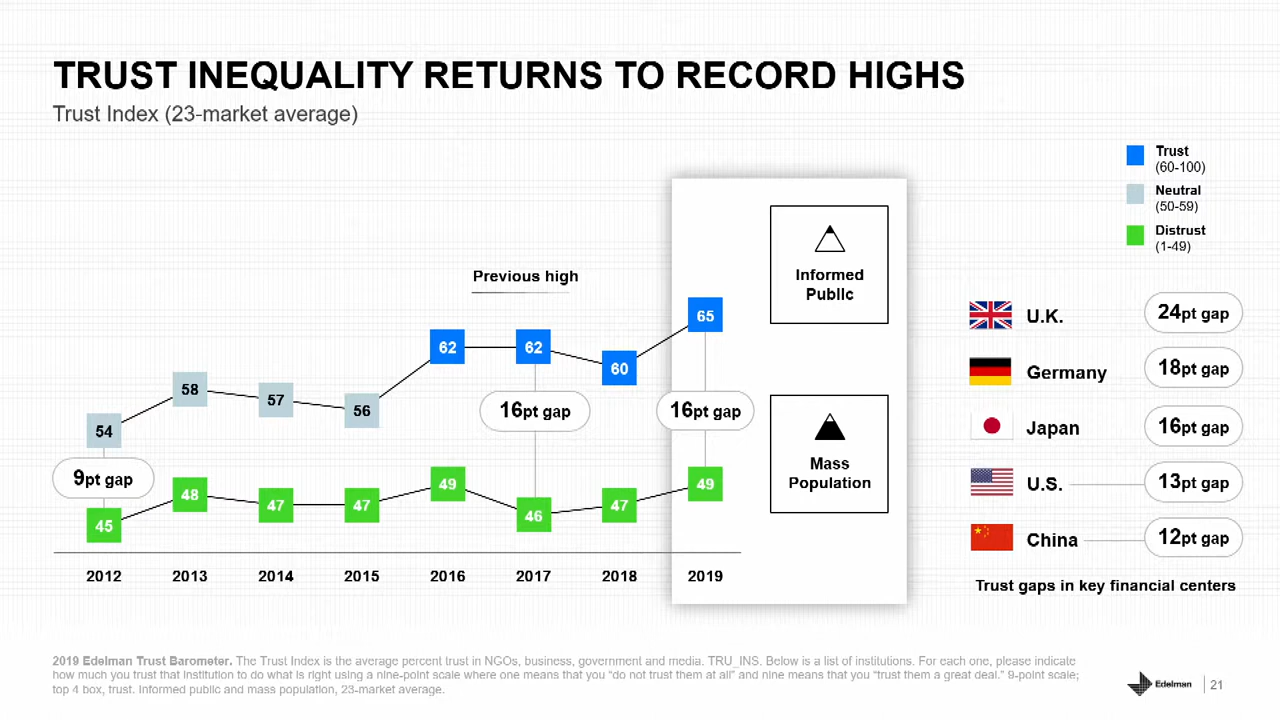 TRUST INEQUALITY RETURNS TO RECORD HIGHS
Trust Index (23-market average)
Trust
(60-100)
Neutral
(50-59)
Distrust
(1-49)
Previous high
54
58
57
56
62
62
60
65
9pt gap
16pt gap
16pt gap
45
48
47
47
49
46
47
49
2012
2013
2014
2015
2016
2017
2018
2019
Informed
Public
Mass
Population
U.K.
24pt gap
Germany
18pt gap
Japan
16pt gap
U.S.
13pt gap
China
12pt gap
Trust gaps in key financial centers
2019 Edelman Trust Barometer. The Trust Index is the average percent trust in NGOs, business, government and media. TRU_INS. Below is a list of institutions. For each one, please indicate
how much you trust that institution to do what is right using a nine-point scale where one means that you “do not trust them at all” and nine means that you “trust them a great deal.” 9-point scale;
top 4 box, trust. Informed public and mass population, 23-market average.
Edelman
21